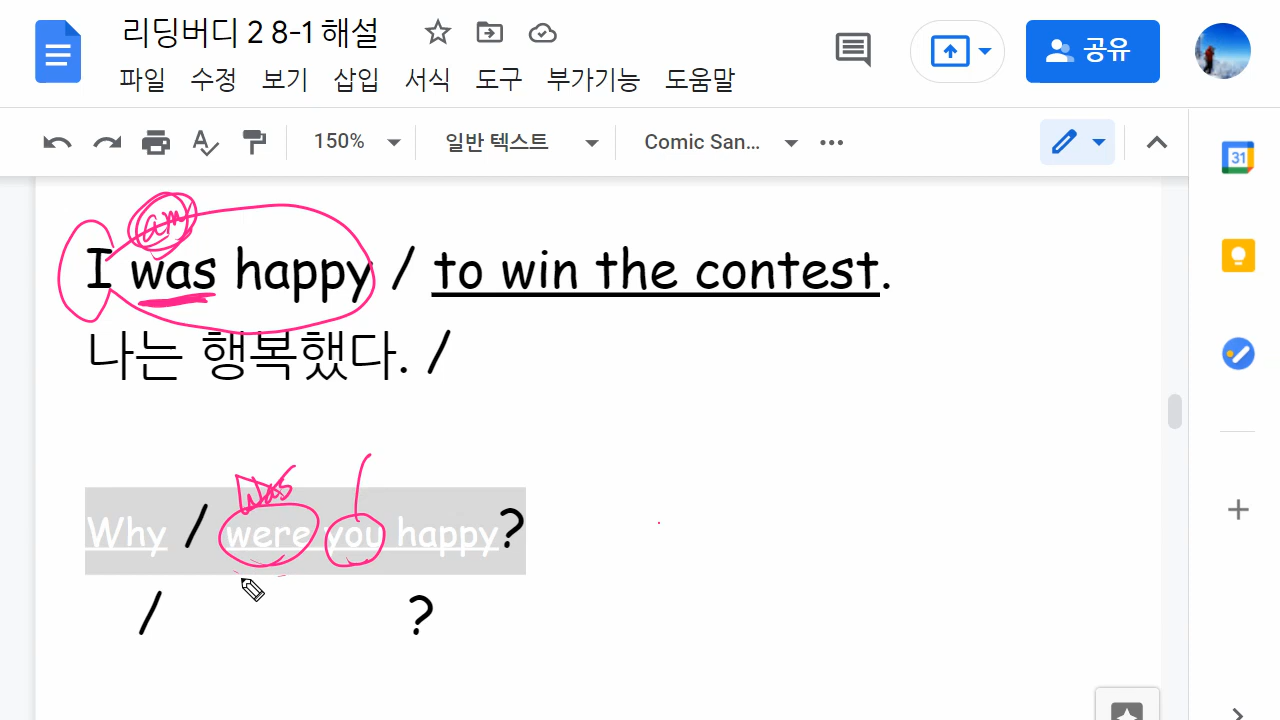 리딩버디 2 8-1 해설
파일 수정 보기 삽입 서식 도구 부가기능 도움말
공유
150% 일반 텍스트 Comic San...
31
am
I was happy / to win the contest.
나는 행복했다. /
was
Why / were you happy?
/ ?